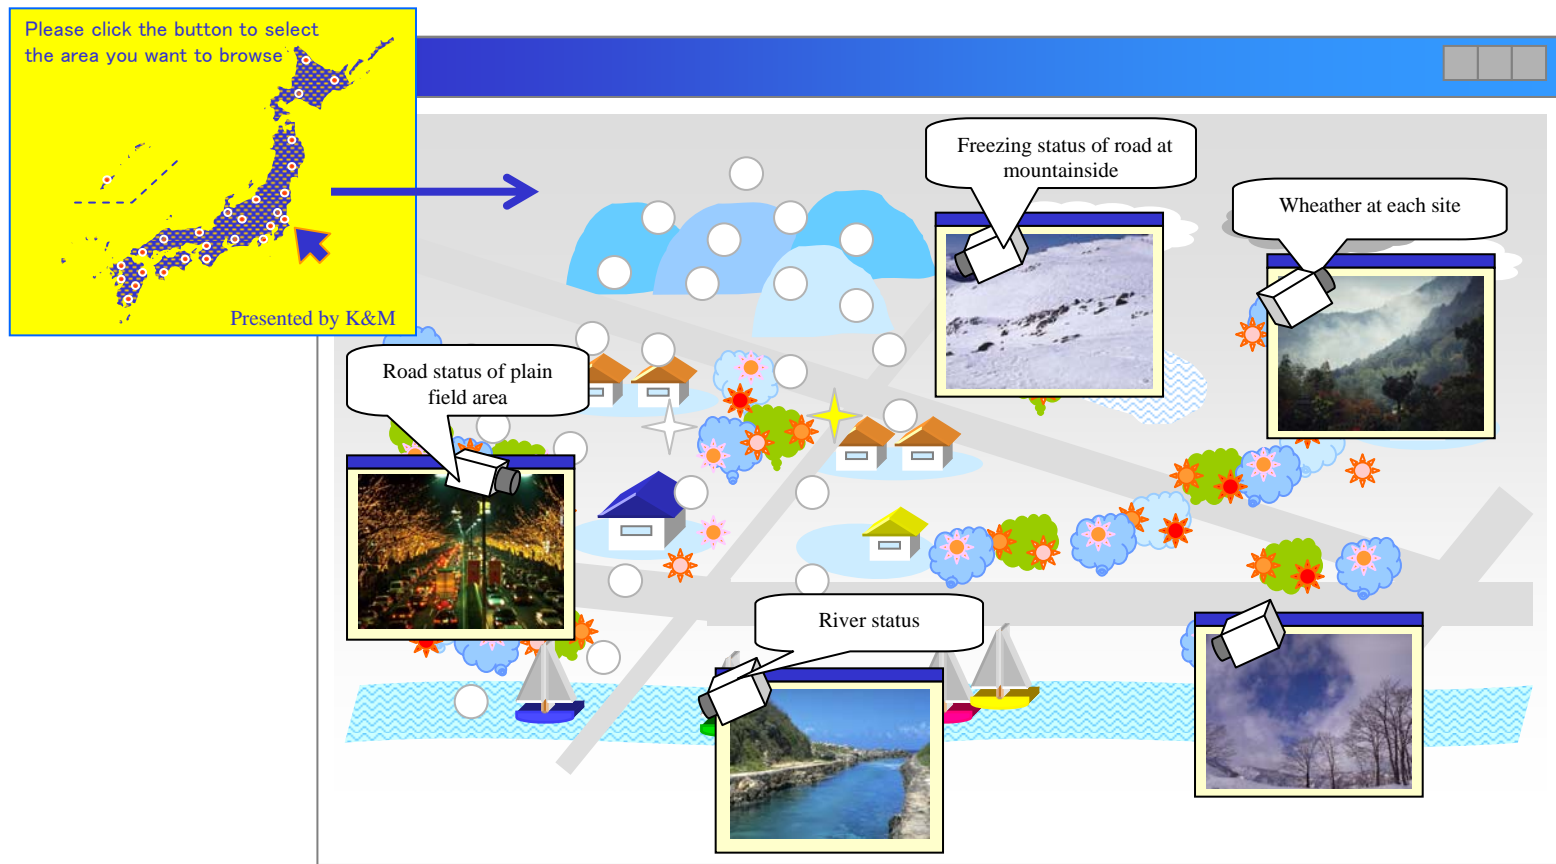 Please click the button to select
the area you want to browse
Presented by K&M
Freezing status of road at
mountainside
Wheather at each site
Road status of plain
field area
River status